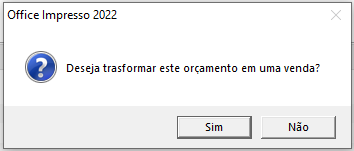 Office Impresso 2022
Deseja trasformar este orçamento em uma venda?
Sim
Não